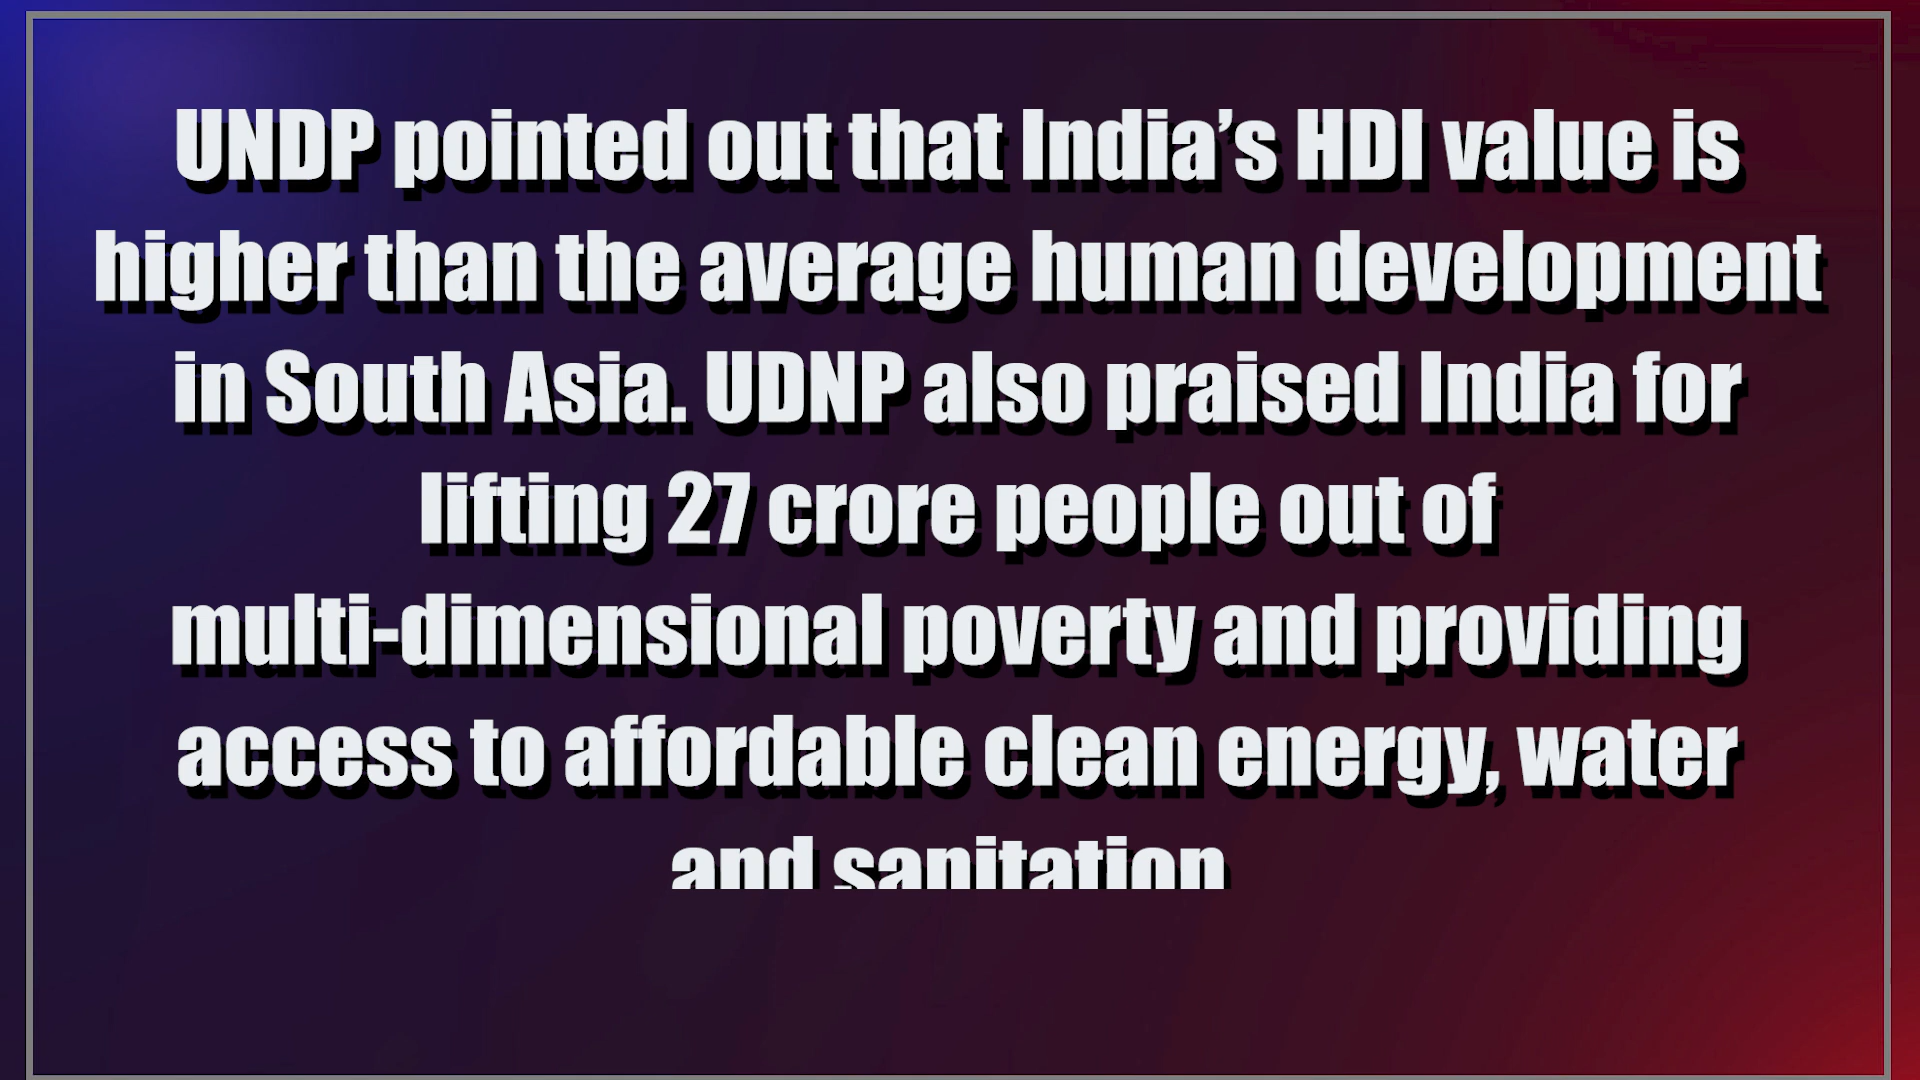 UNDP pointed out that India’s HDI value is
higher than the average human development
in South Asia. UDNP also praised India for
lifting 27 crore people out of
multi-dimensional poverty and providing
access to affordable clean energy, water
and sanitation